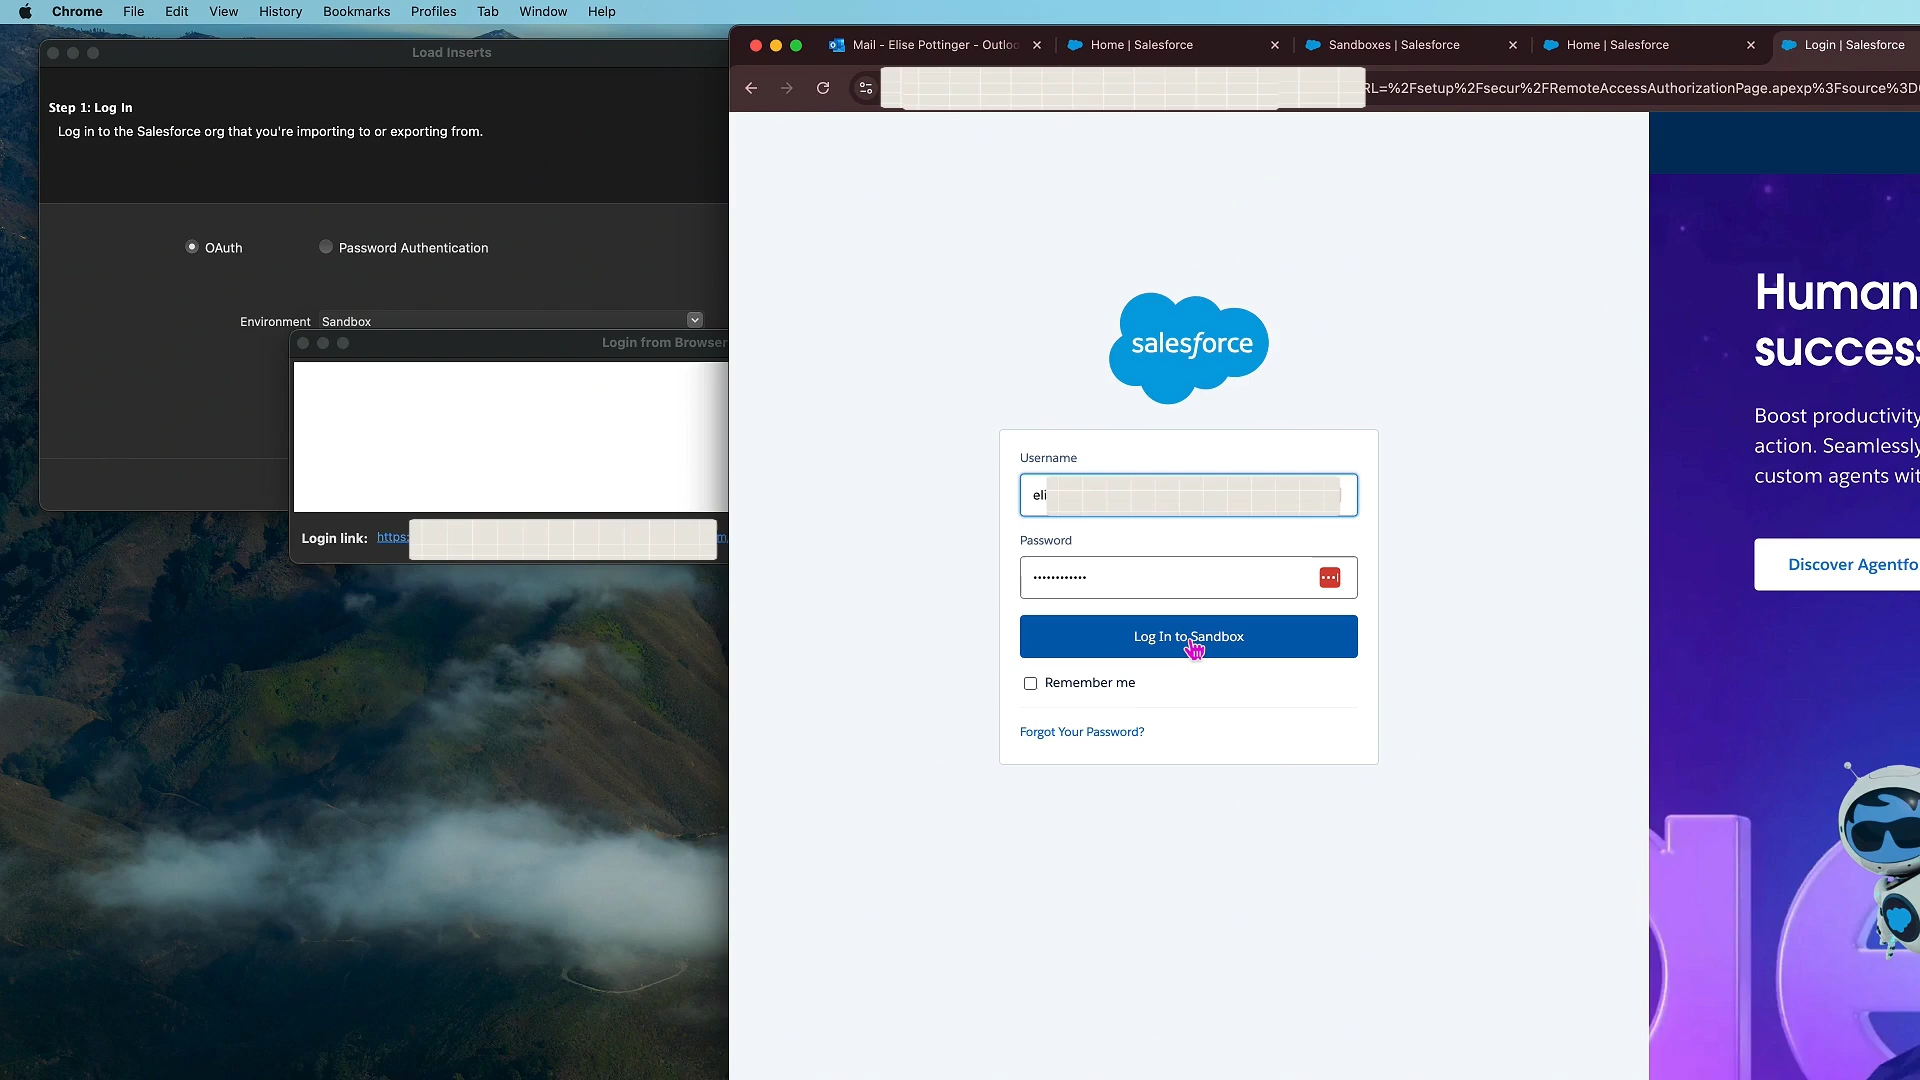 Chrome File Edit View History Bookmarks Profiles Tab Window Help
Load Inserts
Step 1: Log In
Log in to the Salesforce org that you're importing to or exporting from.
OAuth Password Authentication
Environment Sandbox
Login from Browser
Login link: https:
Mail - Elise Pottinger - Outlo
Home | Salesforce
Sandboxes | Salesforce
Home | Salesforce
Login | Salesforce
RL=%2Fsetup%2Fsecur%2FRemoteAccessAuthorizationPage.apexp%3Fsource%3D
salesforce
Username
eli
Password
Log In to Sandbox
Remember me
Forgot Your Password?
Human
success
Boost productivity
action. Seamlessly
custom agents wit
Discover Agentfo